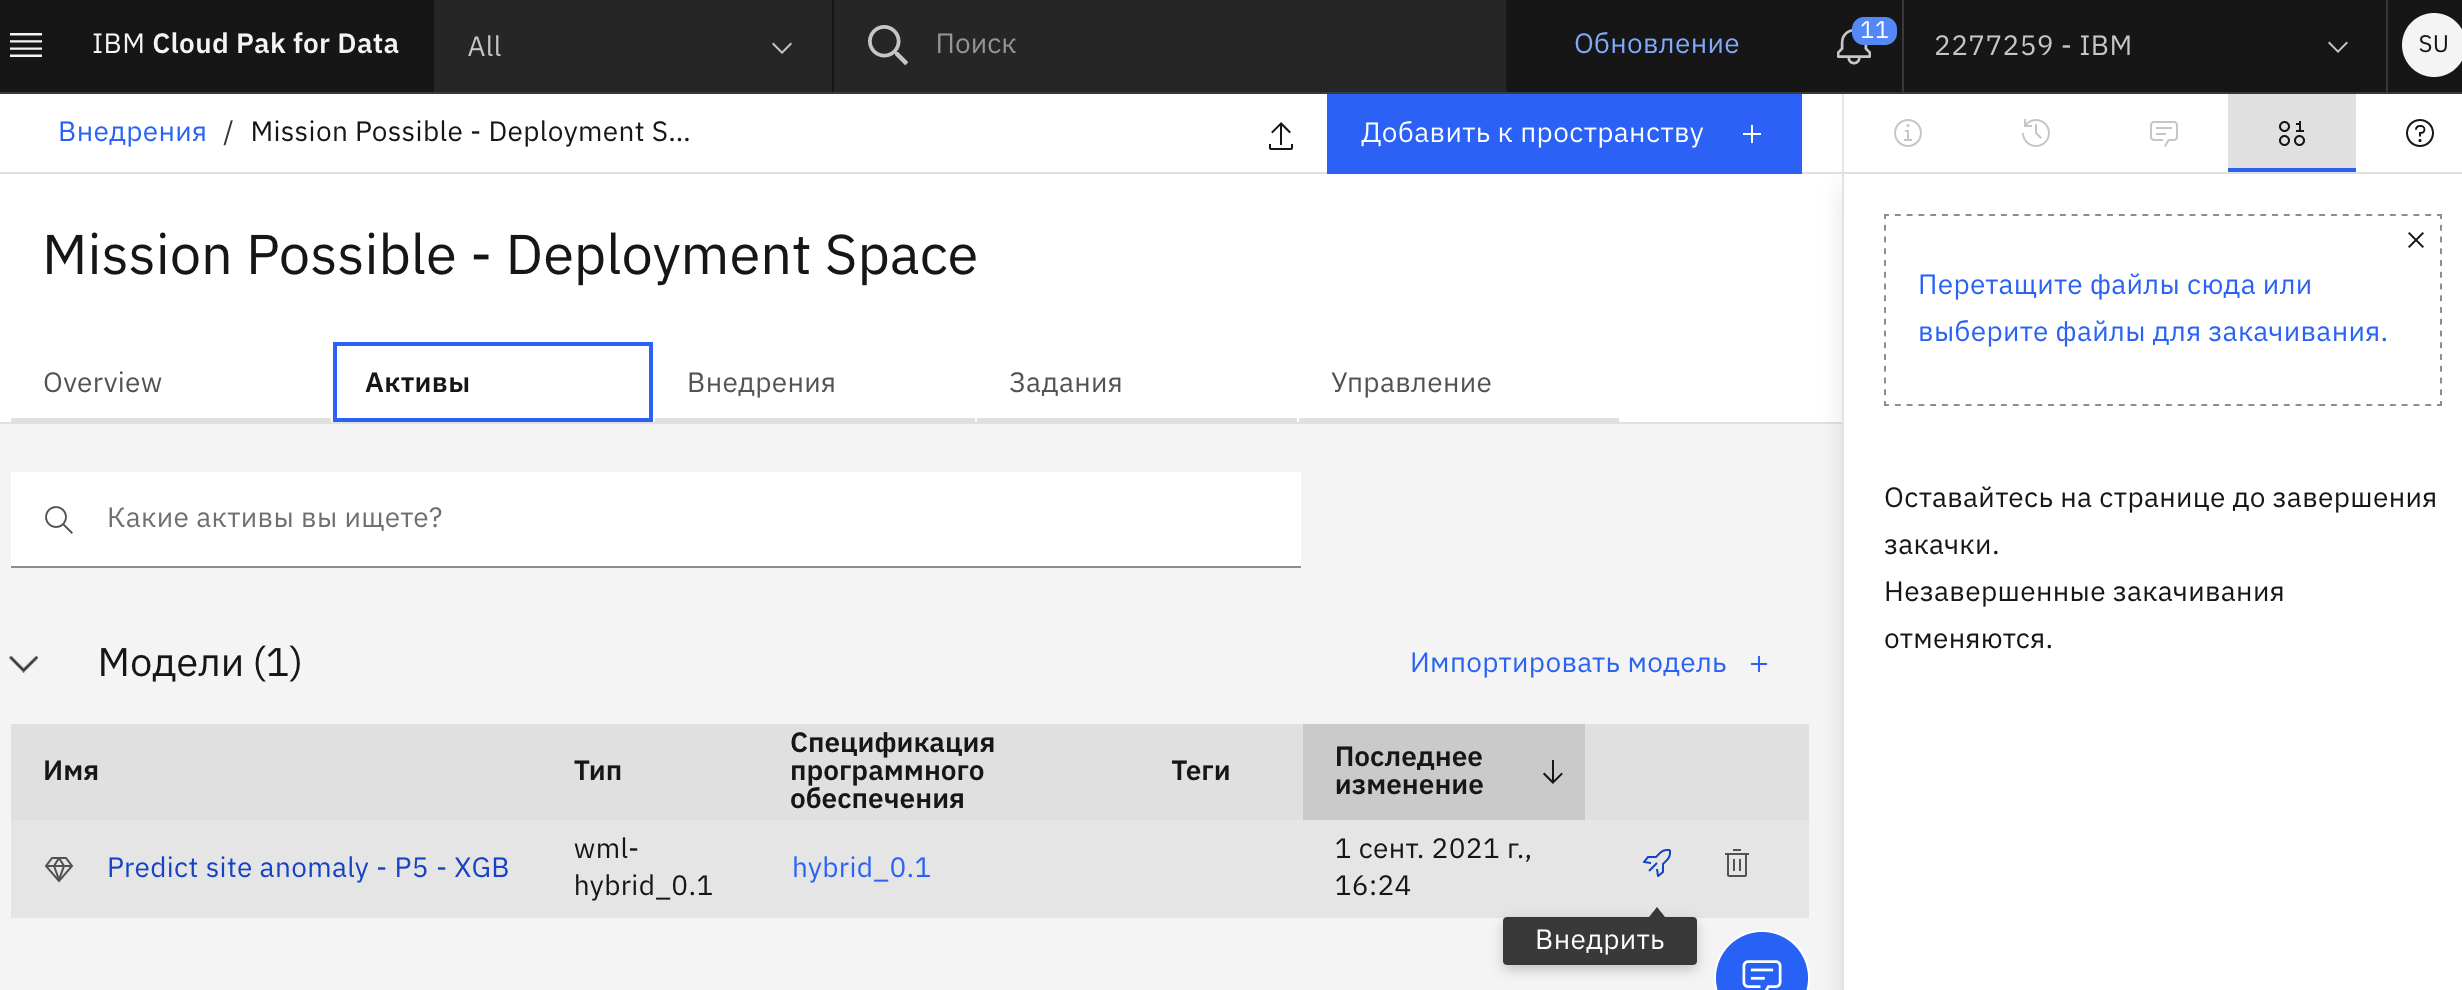 IBM Cloud Pak for Data
All
Поиск
Обновление
11
2277259 - IBM
SU
Внедрения / Mission Possible - Deployment S...
Добавить к пространству +
Mission Possible - Deployment Space
Overview
Активы
Внедрения
Задания
Управление
Какие активы вы ищете?
Модели (1)
Импортировать модель +
Имя
Тип
Спецификация
программного
обеспечения
Теги
Последнее
изменение
Predict site anomaly - P5 - XGB
wml-
hybrid_0.1
hybrid_0.1
1 сент. 2021 г.,
16:24
Внедрить
Перетащите файлы сюда или
выберите файлы для закачивания.
Оставайтесь на странице до завершения
закачки.
Незавершенные закачивания
отменяются.